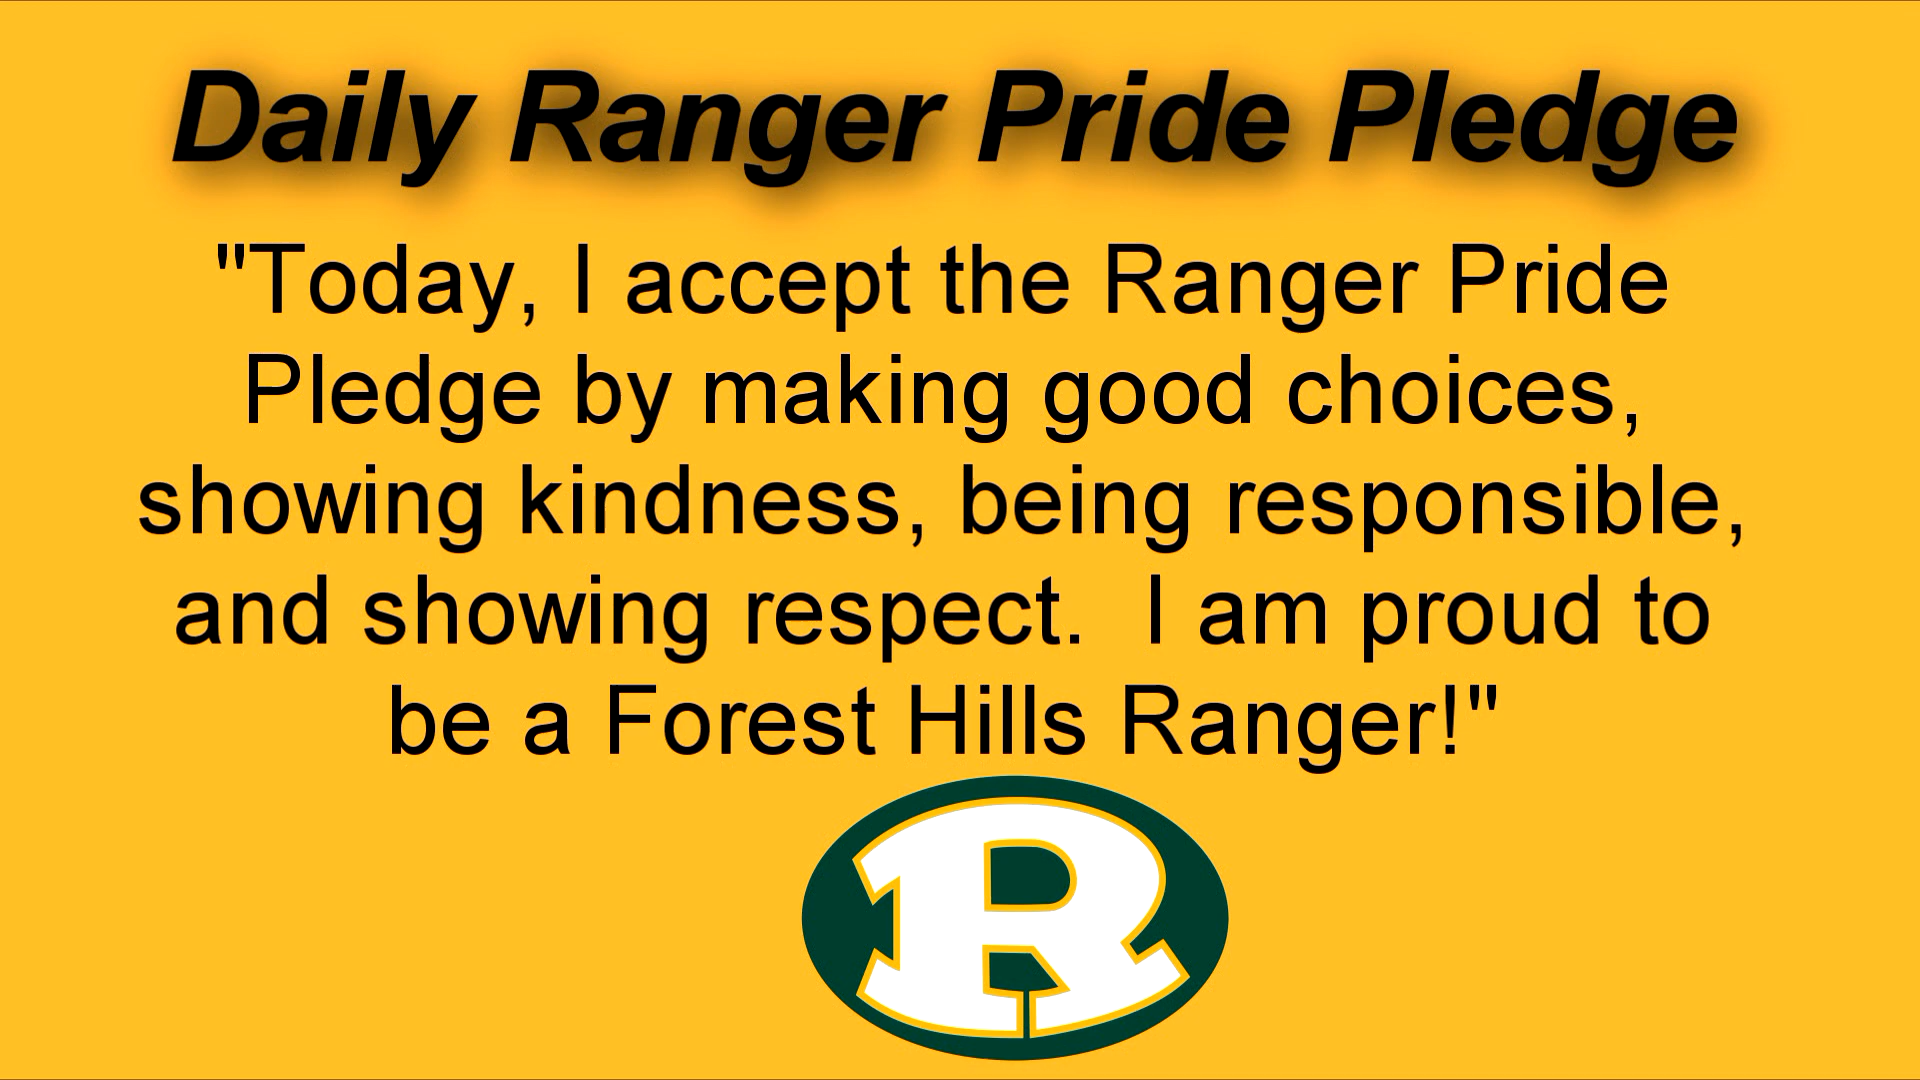 Daily Ranger Pride Pledge
"Today, I accept the Ranger Pride
Pledge by making good choices,
showing kindness, being responsible,
and showing respect.  I am proud to
be a Forest Hills Ranger!"
R